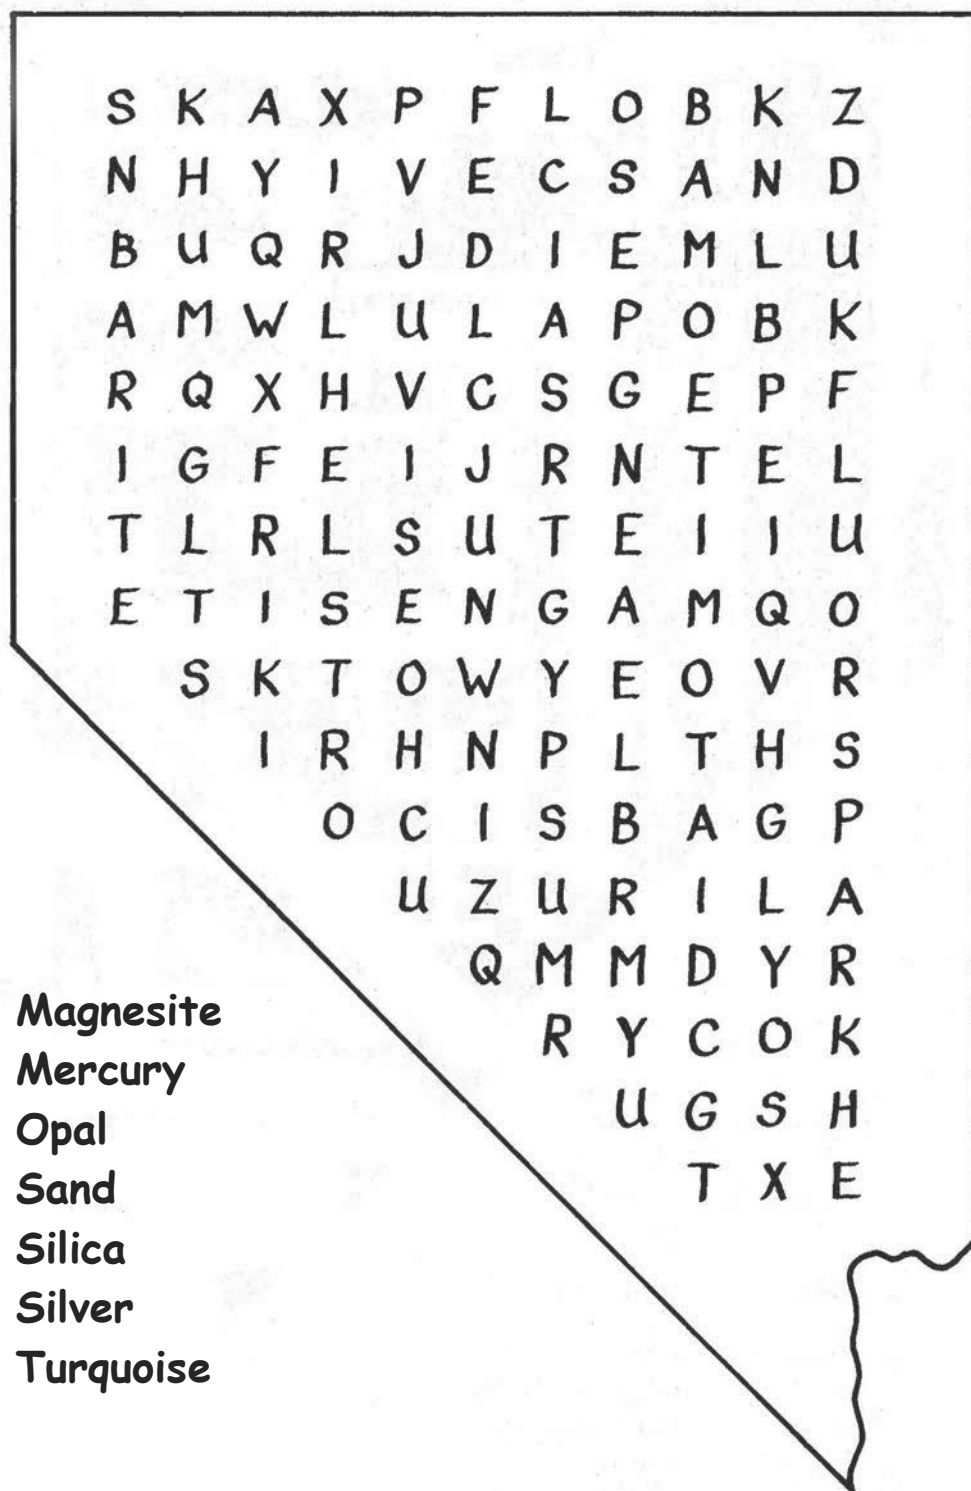 S K A X P F L O B K Z
N H Y I V E C S A N D
B U Q R J D I E M L U
A M W L U L A P O B K
R Q X H V C S G E P F
I G F E I J R N T E L
T L R L S U T E I I U
E T I S E N G A M Q O
S K T O W Y E O V R
I R H N P L T H S
O C I S B A G P
U Z U R I L A
Q M M D Y R
R Y C O K
U G S H
T X E
Magnesite
Mercury
Opal
Sand
Silica
Silver
Turquoise